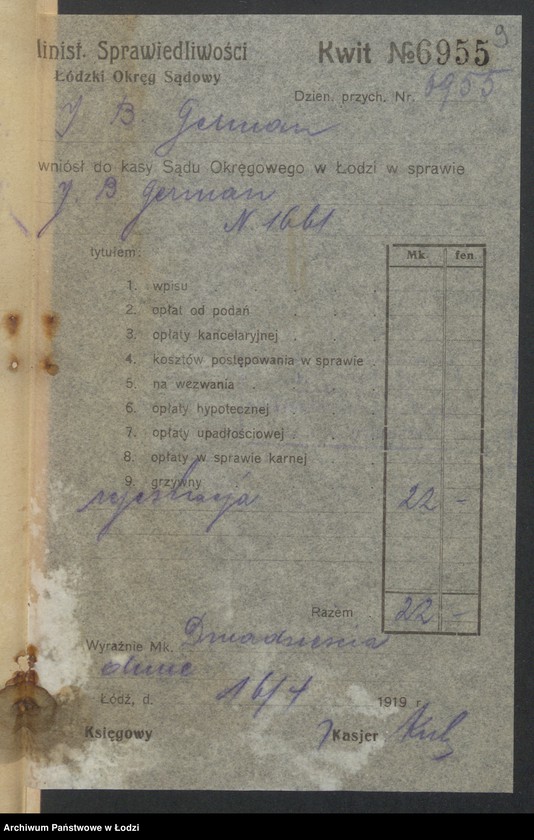 Minist. Sprawiedliwości
Kwit № 6955
9
Łódzki Okręg Sądowy
Dzien. przych. Nr. 6955
J B German
wniósł do kasy Sądu Okręgowego w Łodzi w sprawie
J B German
N. 1661
tytułem:
Mk. fen.
1. wpisu
2. opłat od podań
3. opłaty kancelaryjnej
4. kosztów postępowania w sprawie
5. na wezwania
6. opłaty hypotecznej
7. opłaty upadłościowej
8. opłaty w sprawie karnej
9. grzywny
rejestracja 22 -
Razem 22 -
Wyraźnie Mk. Dwadzieścia
dwie
Łódź, d. 16/4 1919 r.
Księgowy
Kasjer
Archiwum Państwowe w Łodzi